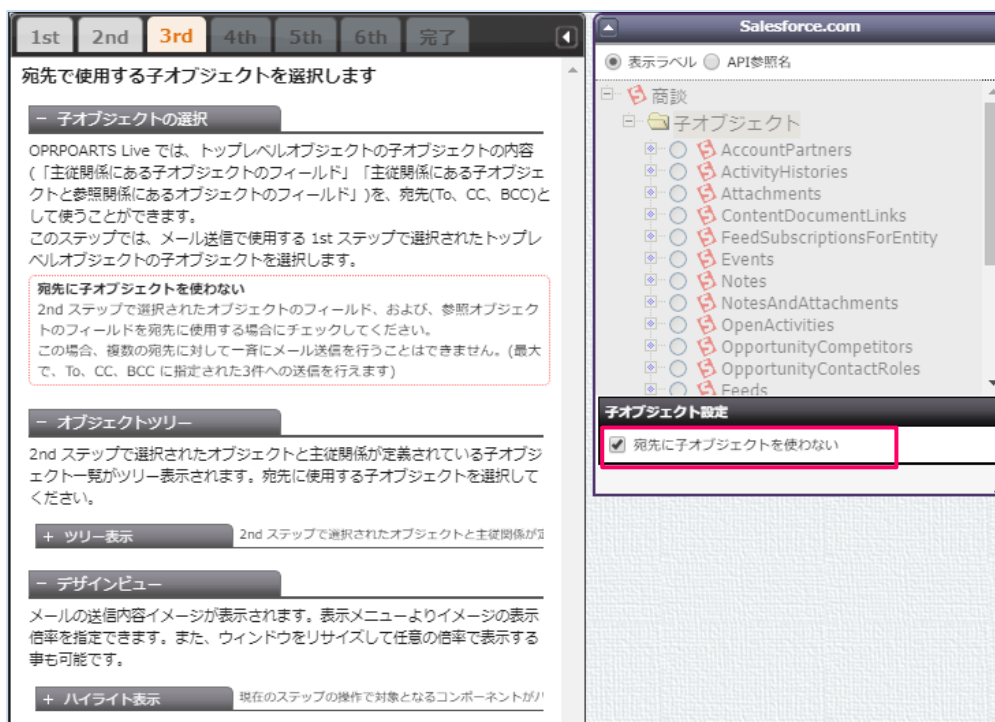 1st 2nd 3rd 4th 5th 6th 完了
宛先で使用する子オブジェクトを選択します
− 子オブジェクトの選択
OPRPOARTS Live では、トップレベルオブジェクトの子オブジェクトの内容
(「主従関係にある子オブジェクトのフィールド」「主従関係にある子オブジェ
クトと参照関係にあるオブジェクトのフィールド」)を、宛先(To、CC、BCC)と
して使うことができます。
このステップでは、メール送信で使用する 1st ステップで選択されたトップレ
ベルオブジェクトの子オブジェクトを選択します。
宛先に子オブジェクトを使わない
2nd ステップで選択されたオブジェクトのフィールド、および、参照オブジェク
トのフィールドを宛先に使用する場合にチェックしてください。
この場合、複数の宛先に対して一斉にメール送信を行うことはできません。(最大
で、To、CC、BCC に指定された3件への送信を行えます)
− オブジェクトツリー
2nd ステップで選択されたオブジェクトと主従関係が定義されている子オブジ
ェクト一覧がツリー表示されます。宛先に使用する子オブジェクトを選択して
ください。
+ ツリー表示 2nd ステップで選択されたオブジェクトと主従関係が
− デザインビュー
メールの送信内容イメージが表示されます。表示メニューよりイメージの表示
倍率を指定できます。また、ウィンドウをリサイズして任意の倍率で表示する
事も可能です。
+ ハイライト表示 現在のステップの操作で対象となるコンポーネントが
Salesforce.com
表示ラベル API参照名
商談
子オブジェクト
AccountPartners
ActivityHistories
Attachments
ContentDocumentLinks
FeedSubscriptionsForEntity
Events
Notes
NotesAndAttachments
OpenActivities
OpportunityCompetitors
OpportunityContactRoles
Feeds
子オブジェクト設定
宛先に子オブジェクトを使わない